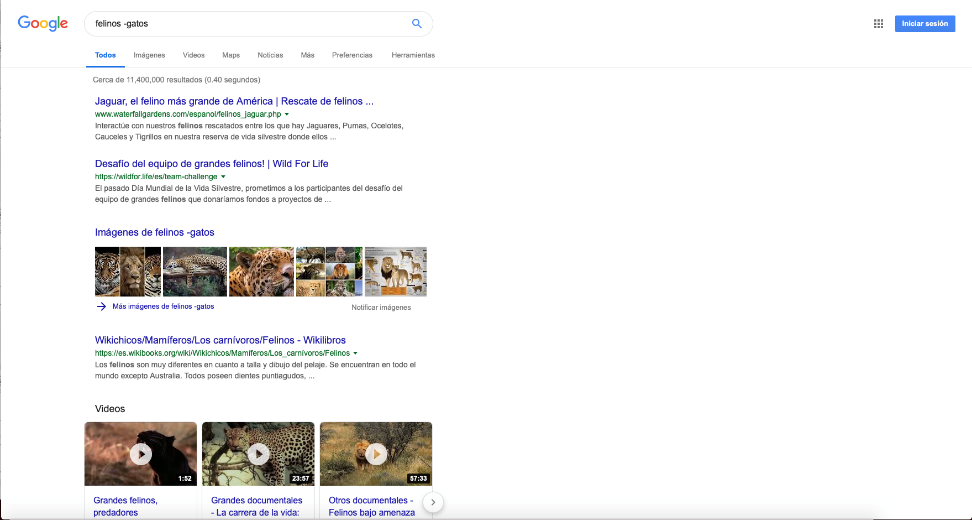 Google
felinos -gatos
Iniciar sesión
Todos Imágenes Videos Maps Noticias Más Preferencias Herramientas
Cerca de 11,400,000 resultados (0.40 segundos)
Jaguar, el felino más grande de América | Rescate de felinos ...
www.waterfallgardens.com/espanol/felinos_jaguar.php
Interactúe con nuestros felinos rescatados entre los que hay Jaguares, Pumas, Ocelotes,
Cauceles y Tigrillos en nuestra reserva de vida silvestre donde ellos ...
Desafío del equipo de grandes felinos! | Wild For Life
https://wildfor.life/es/team-challenge
El pasado Día Mundial de la Vida Silvestre, prometimos a los participantes del desafío del
equipo de grandes felinos que donaríamos fondos a proyectos de ...
Imágenes de felinos -gatos
Más imágenes de felinos -gatos
Notificar imágenes
Wikichicos/Mamíferos/Los carnívoros/Felinos - Wikilibros
https://es.wikibooks.org/wiki/Wikichicos/Mamíferos/Los_carnívoros/Felinos
Los felinos son muy diferentes en cuanto a talla y dibujo del pelaje. Se encuentran en todo el
mundo excepto Australia. Todos poseen dientes puntiagudos, ...
Videos
1:52
23:57
57:33
Grandes felinos,
predadores
Grandes documentales
- La carrera de la vida:
Otros documentales -
Felinos bajo amenaza